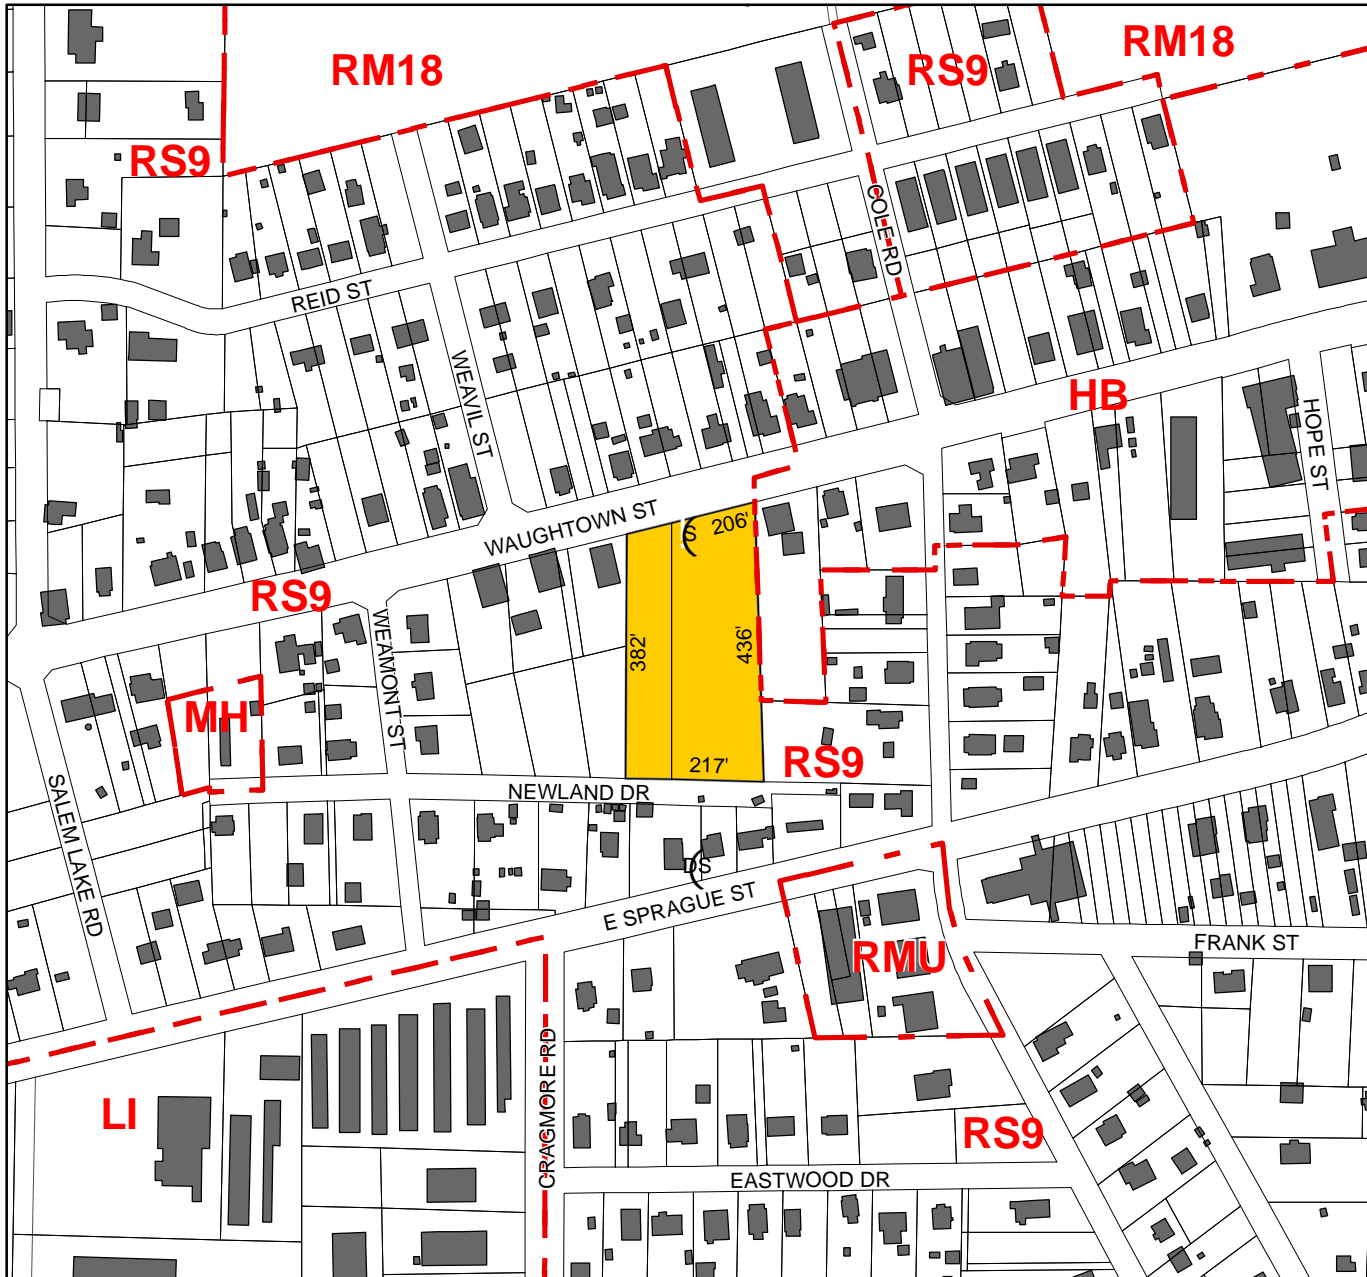 RM18
RM18
RS9
RS9
COLE RD
REID ST
WEAVIL ST
HB
HOPE ST
WAUGHTOWN ST
206'
S
RS9
WEAMONT ST
382'
436'
MH
RS9
217'
NEWLAND DR
SALEM LAKE RD
DS
E SPRAGUE ST
FRANK ST
RMU
CRAGMORE RD
LI
RS9
EASTWOOD DR